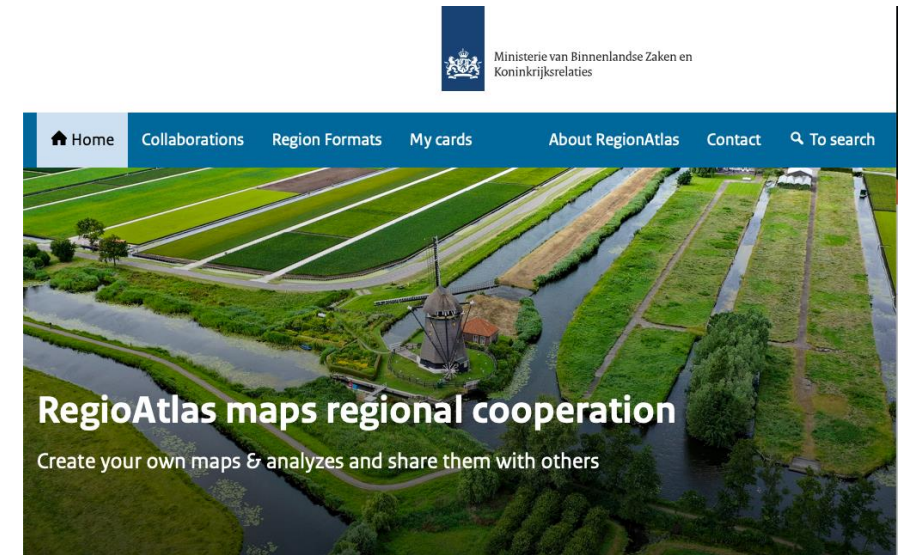 Ministerie van Binnenlandse Zaken en
Koninkrijksrelaties
Home Collaborations Region Formats My cards About RegionAtlas Contact To search
RegioAtlas maps regional cooperation
Create your own maps & analyzes and share them with others